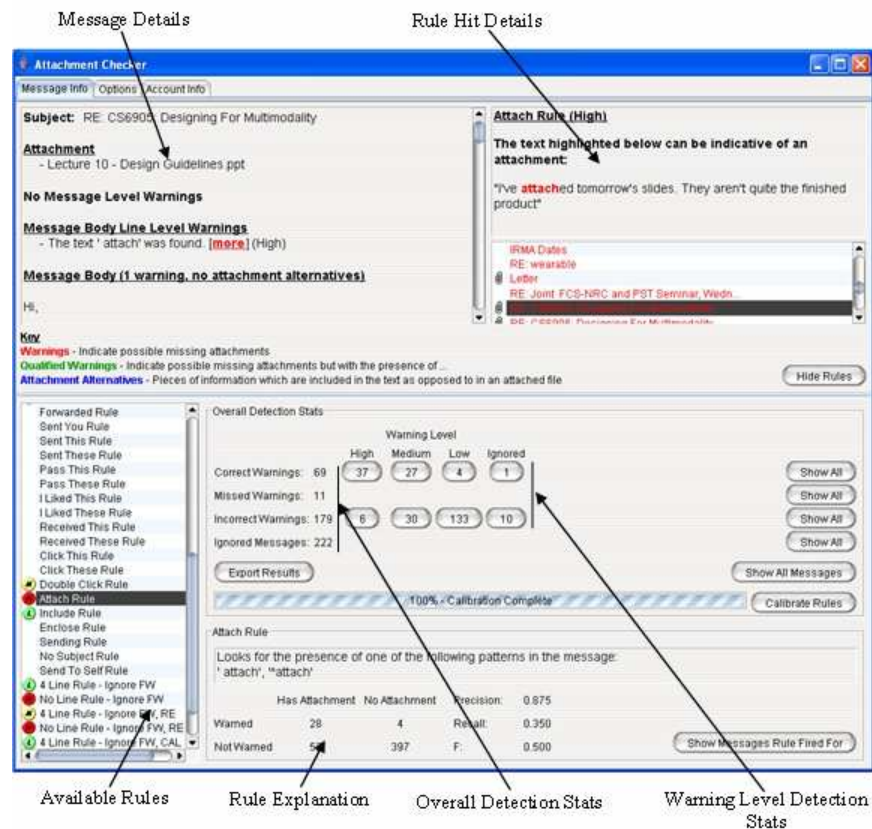 Message Details
Rule Hit Details
Attachment Checker
Message Info Options Account Info
Subject: RE: CS6905: Designing For Multimodality
Attachment
- Lecture 10 - Design Guidelines ppt
No Message Level Warnings
Message Body Line Level Warnings
- The text ' attach' was found. [more] (High)
Message Body (1 warning, no attachment alternatives)
Hi,
Attach Rule (High)
The text highlighted below can be indicative of an
attachment:
"I've attached tomorrow's slides. They aren't quite the finished
product"
IRMA Dates
RE: wearable
Letter
RE: Joint FCS-NRC and PST Seminar, Wedn...
RE: CS6905: Designing For Multimodality
Key
Warnings - Indicate possible missing attachments
Qualified Warnings - Indicate possible missing attachments but with the presence of ...
Attachment Alternatives - Pieces of information which are included in the text as opposed to in an attached file
Hide Rules
Forwarded Rule
Sent You Rule
Sent This Rule
Sent These Rule
Pass This Rule
Pass These Rule
I Liked This Rule
I Liked These Rule
Received This Rule
Received These Rule
Click This Rule
Click These Rule
Double Click Rule
Attach Rule
Include Rule
Enclose Rule
Sending Rule
No Subject Rule
Send To Self Rule
4 Line Rule - Ignore FW
No Line Rule - Ignore FW
4 Line Rule - Ignore FW, RE
No Line Rule - Ignore FW, RE
4 Line Rule - Ignore FW, CAL
Overall Detection Stats
Warning Level
High Medium Low Ignored
Correct Warnings: 69 37 27 4 1 Show All
Missed Warnings: 11 Show All
Incorrect Warnings: 179 6 30 133 10 Show All
Ignored Messages: 222 Show All
Export Results Show All Messages
100% - Calibration Complete Calibrate Rules
Attach Rule
Looks for the presence of one of the following patterns in the message:
' attach', '"attach'
Has Attachment No Attachment Precision: 0.875
Warned 28 4 Recall: 0.350
Not Warned 397 F: 0.500
Show Messages Rule Fired For
Available Rules
Rule Explanation
Overall Detection Stats
Warning Level Detection
Stats